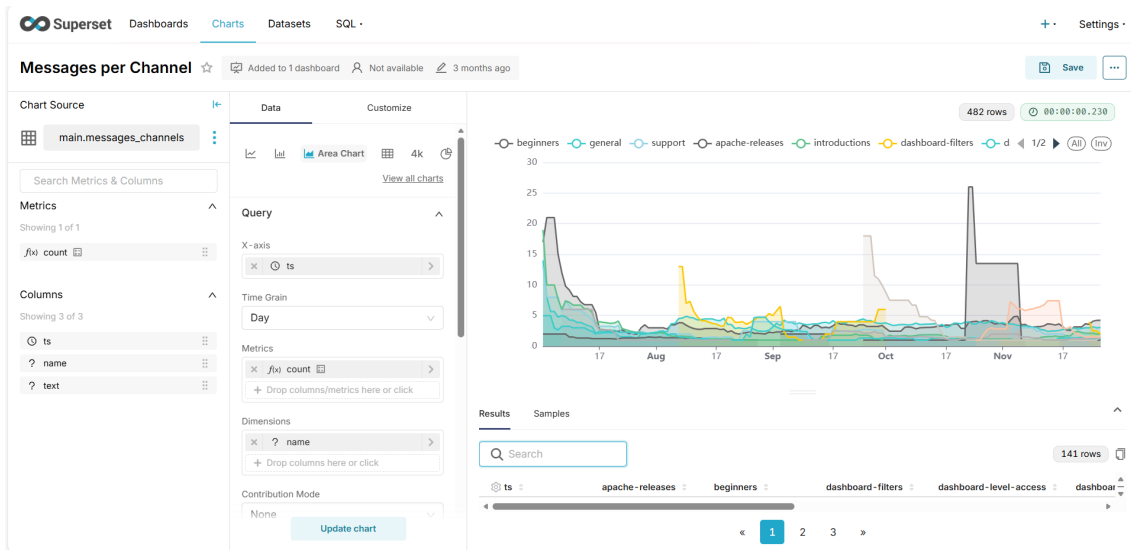 Superset Dashboards Charts Datasets SQL + Settings
Messages per Channel Added to 1 dashboard Not available 3 months ago Save ...
Chart Source
main.messages_channels
Search Metrics & Columns
Metrics
Showing 1 of 1
f(x) count
Columns
Showing 3 of 3
ts
? name
? text
Data Customize
Area Chart 4k
View all charts
Query
X-axis
× ts
Time Grain
Day
Metrics
× f(x) count
+ Drop columns/metrics here or click
Dimensions
× ? name
+ Drop columns here or click
Contribution Mode
None
Update chart
482 rows 00:00:00.230
beginners general support apache-releases introductions dashboard-filters d 1/2 All Inv
30
25
20
15
10
5
0
17 Aug 17 Sep 17 Oct 17 Nov 17
Results Samples
Search 141 rows
ts apache-releases beginners dashboard-filters dashboard-level-access dashboar
« 1 2 3 »